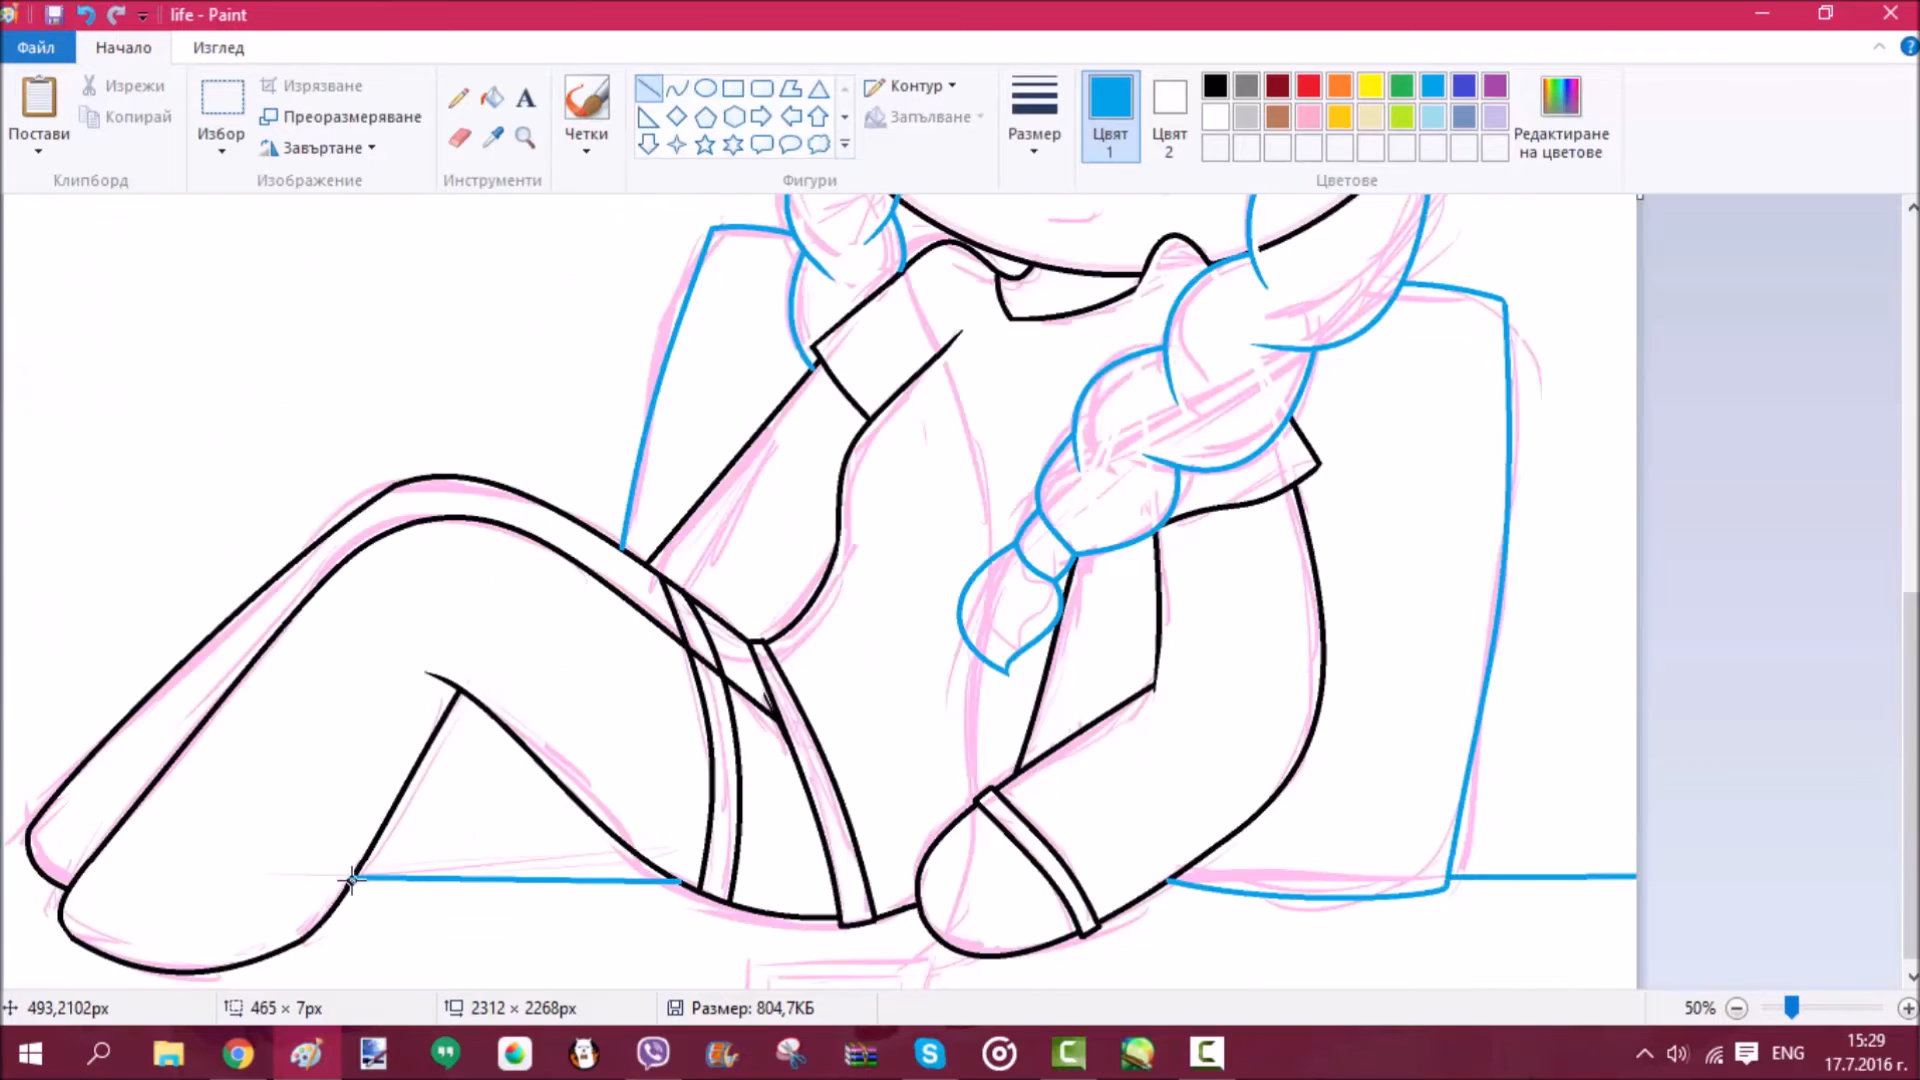 life - Paint
Файл Начало Изглед
Постави
Изрежи
Копирай
Клипборд
Избор
Изрязване
Преоразмеряване
Завъртане
Изображение
A
Инструменти
Четки
Контур
Запълване
Фигури
Размер
Цвят 1
Цвят 2
Редактиране на цветове
Цветове
493,2102px 465 × 7px 2312 × 2268px Размер: 804,7КБ 50%
ENG
15:29
17.7.2016 г.